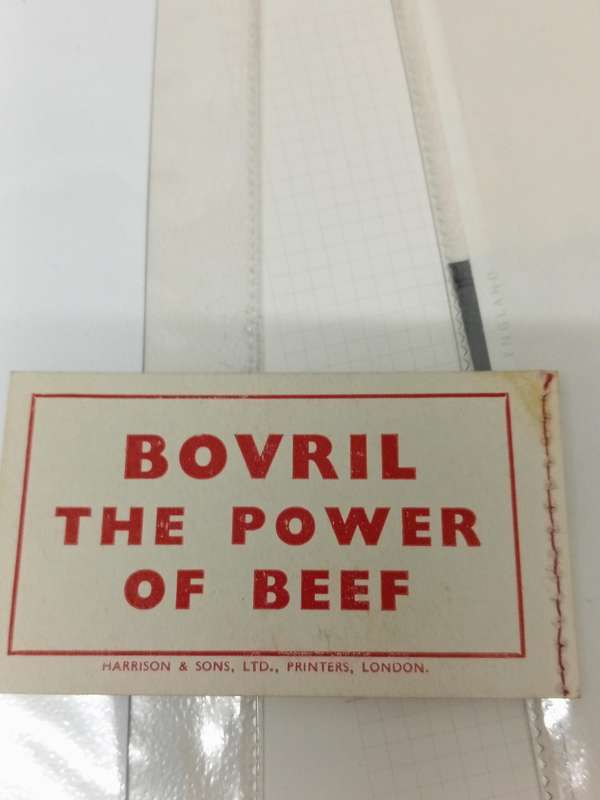 ENGLAND
BOVRIL
THE POWER
OF BEEF
HARRISON & SONS, LTD., PRINTERS, LONDON.